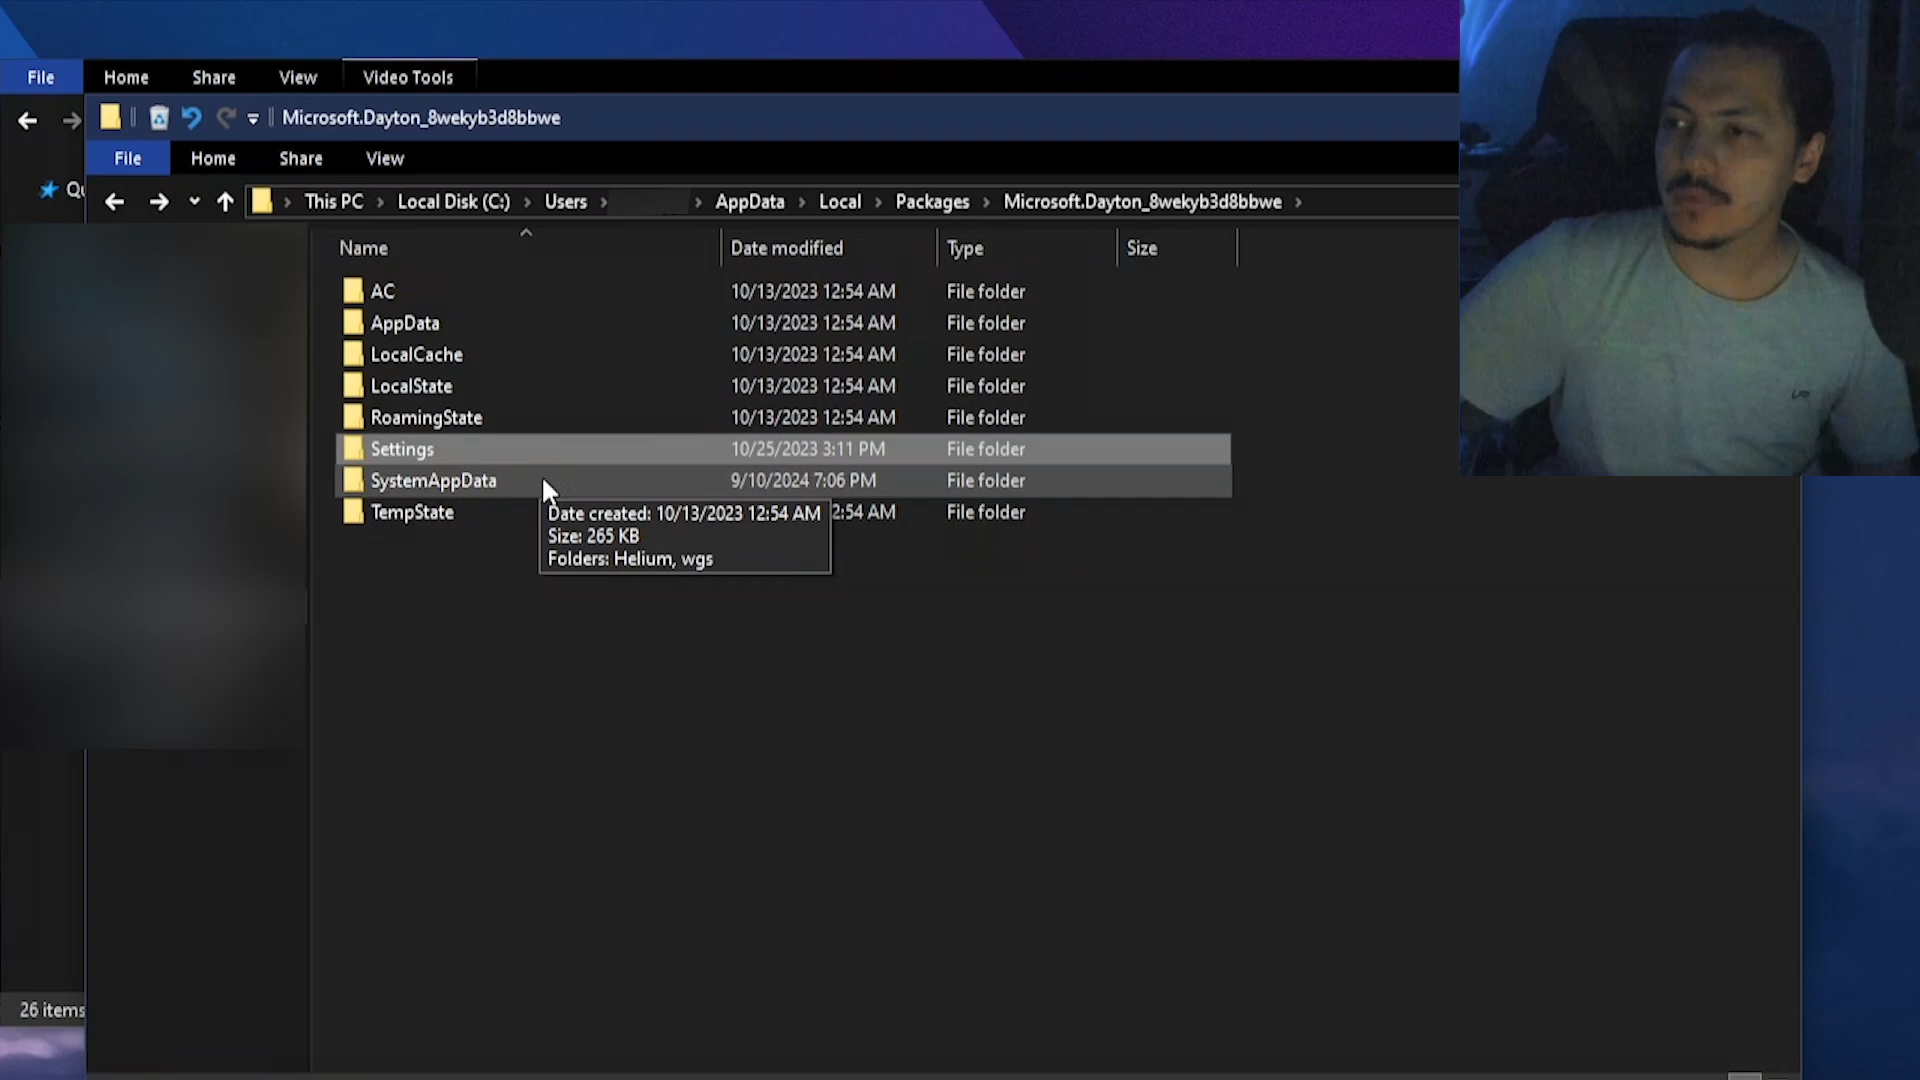 File Home Share View Video Tools
Microsoft.Dayton_8wekyb3d8bbwe
File Home Share View
This PC Local Disk (C:) Users AppData Local Packages Microsoft.Dayton_8wekyb3d8bbwe
Name Date modified Type Size
AC 10/13/2023 12:54 AM File folder
AppData 10/13/2023 12:54 AM File folder
LocalCache 10/13/2023 12:54 AM File folder
LocalState 10/13/2023 12:54 AM File folder
RoamingState 10/13/2023 12:54 AM File folder
Settings 10/25/2023 3:11 PM File folder
SystemAppData 9/10/2024 7:06 PM File folder
TempState 2:54 AM File folder
Date created: 10/13/2023 12:54 AM
Size: 265 KB
Folders: Helium, wgs
26 items